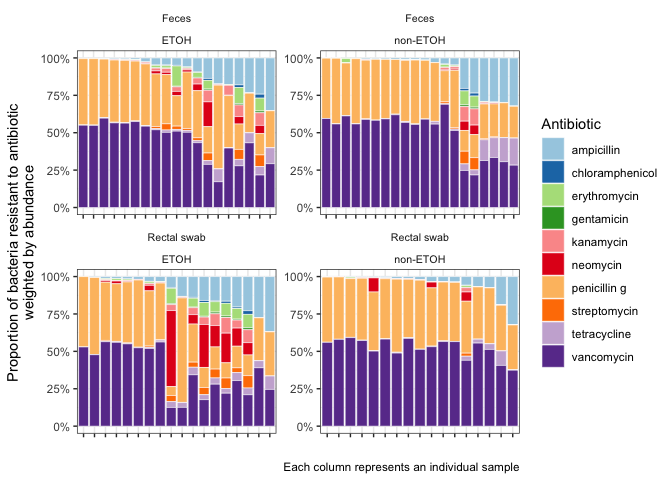 Feces
Feces
ETOH
non-ETOH
100%
75%
50%
25%
0%
100%
75%
50%
25%
0%
Rectal swab
Rectal swab
ETOH
non-ETOH
100%
75%
50%
25%
0%
100%
75%
50%
25%
0%
Proportion of bacteria resistant to antibiotic
weighted by abundance
Each column represents an individual sample
Antibiotic
ampicillin
chloramphenicol
erythromycin
gentamicin
kanamycin
neomycin
penicillin g
streptomycin
tetracycline
vancomycin